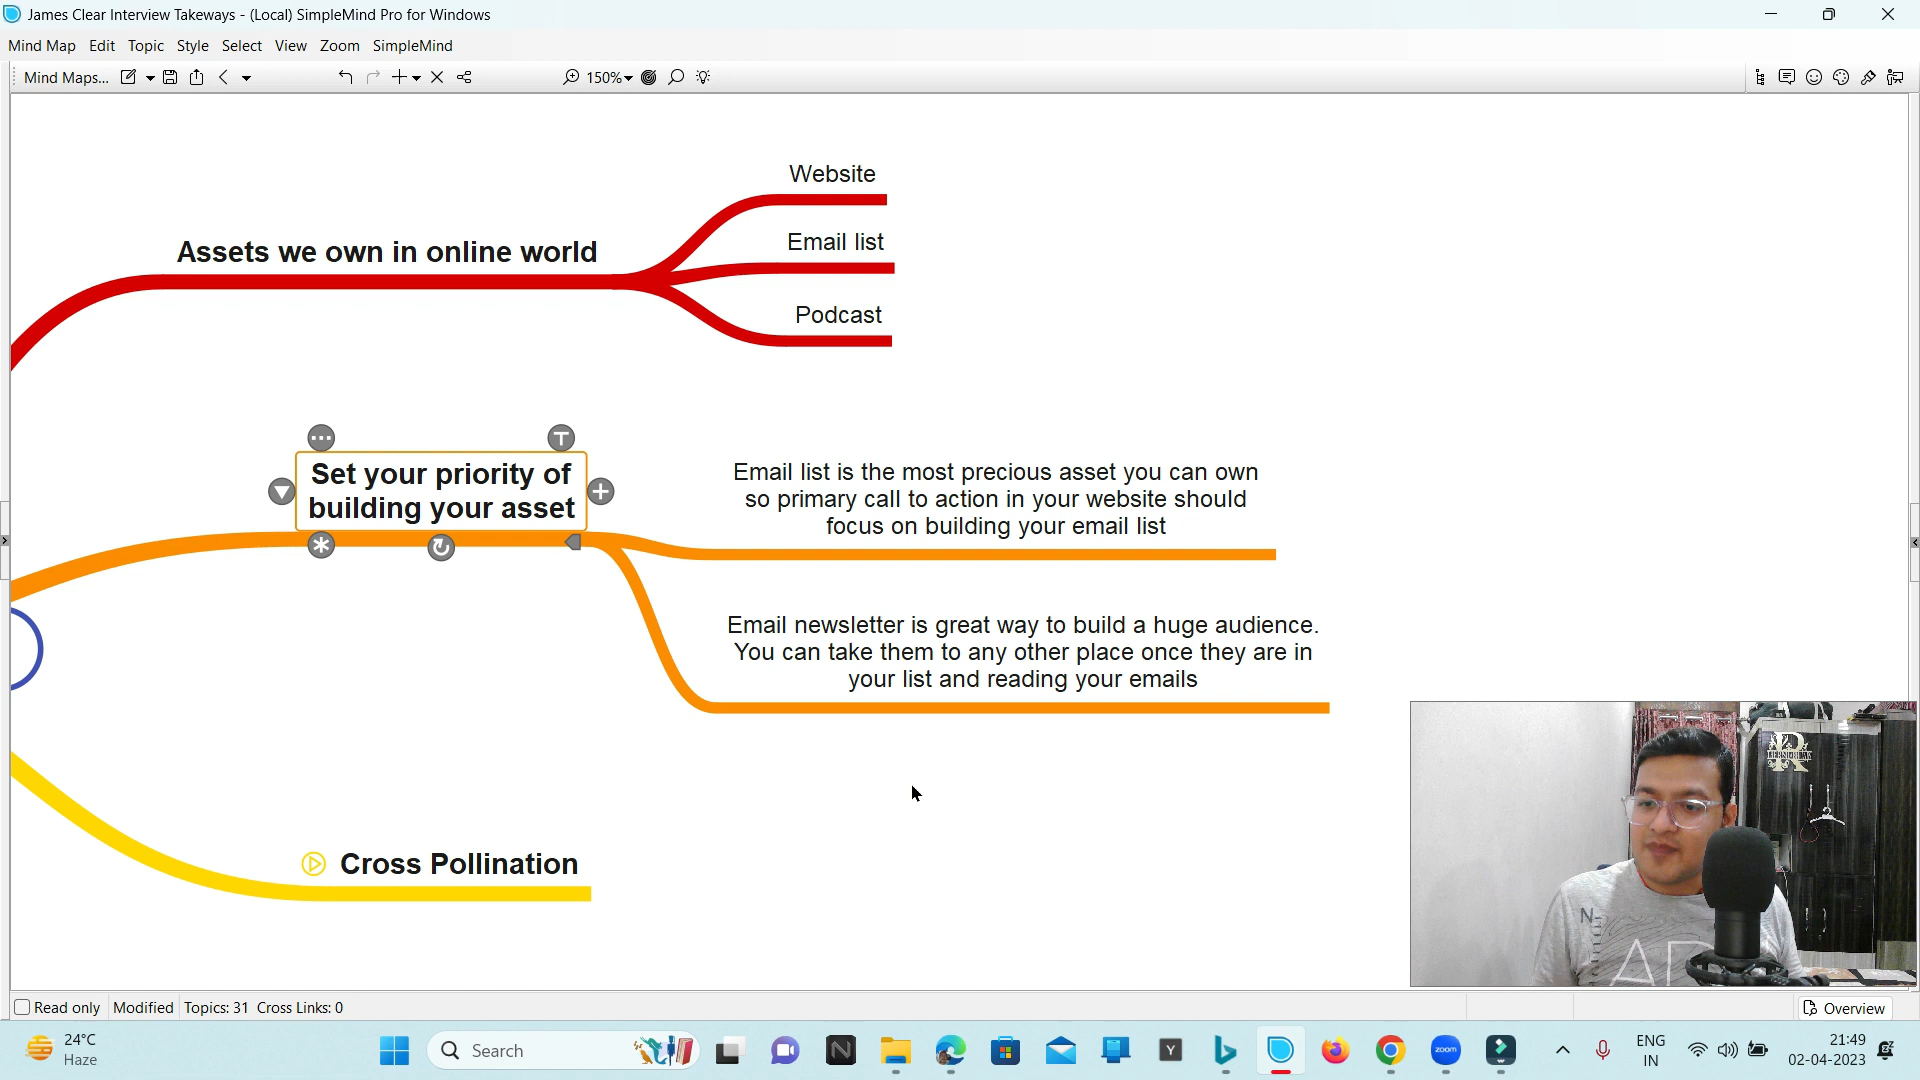 James Clear Interview Takeways - (Local) SimpleMind Pro for Windows
Mind Map Edit Topic Style Select View Zoom SimpleMind
Mind Maps... 150%
Website
Email list
Podcast
Assets we own in online world
Set your priority of
building your asset
Email list is the most precious asset you can own
so primary call to action in your website should
focus on building your email list
Email newsletter is great way to build a huge audience.
You can take them to any other place once they are in
your list and reading your emails
Cross Pollination
Read only Modified Topics: 31 Cross Links: 0
Overview
24°C
Haze
Search
zoom
ENG
IN
21:49
02-04-2023